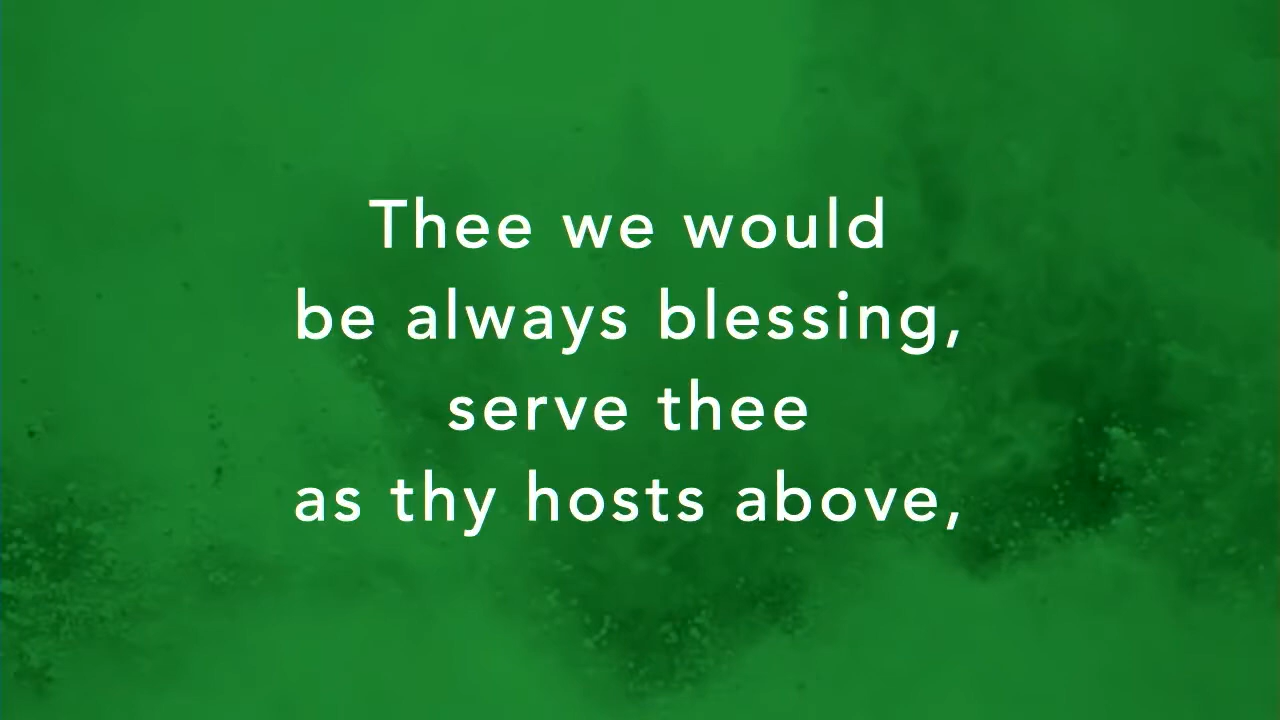 Thee we would
be always blessing,
serve thee
as thy hosts above,